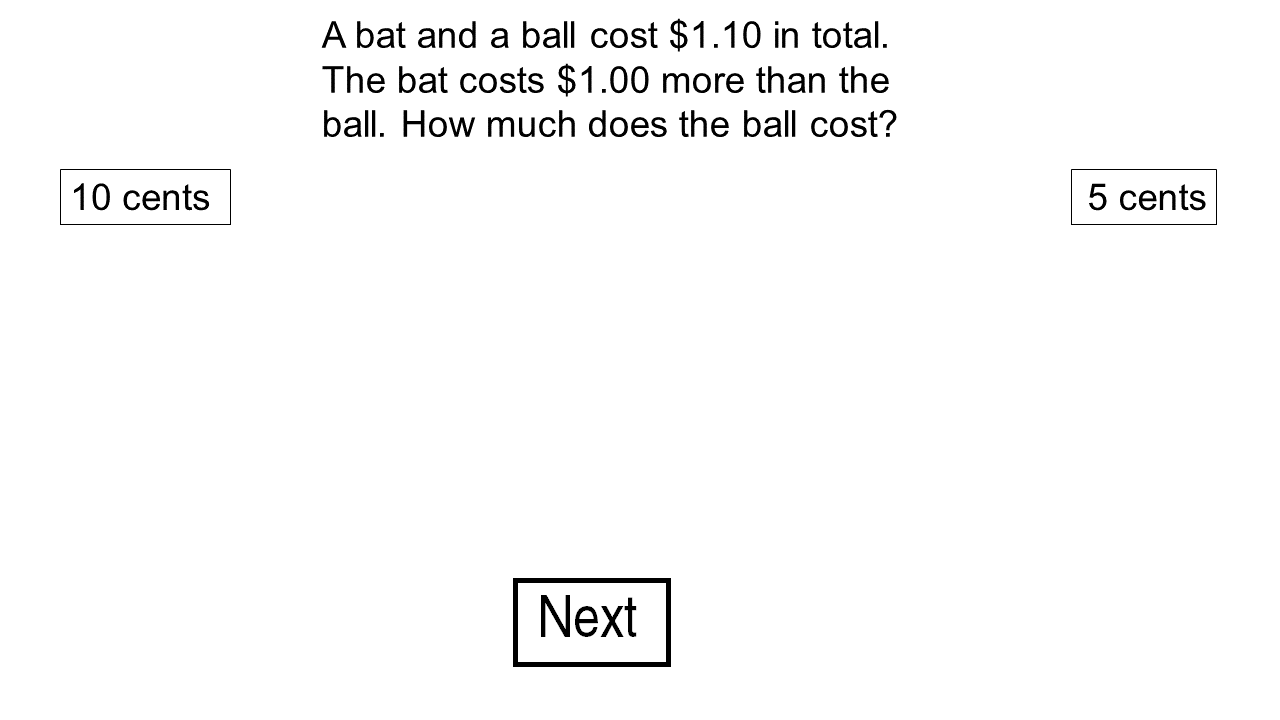 A bat and a ball cost $1.10 in total.
The bat costs $1.00 more than the
ball. How much does the ball cost?
10 cents
5 cents
Next